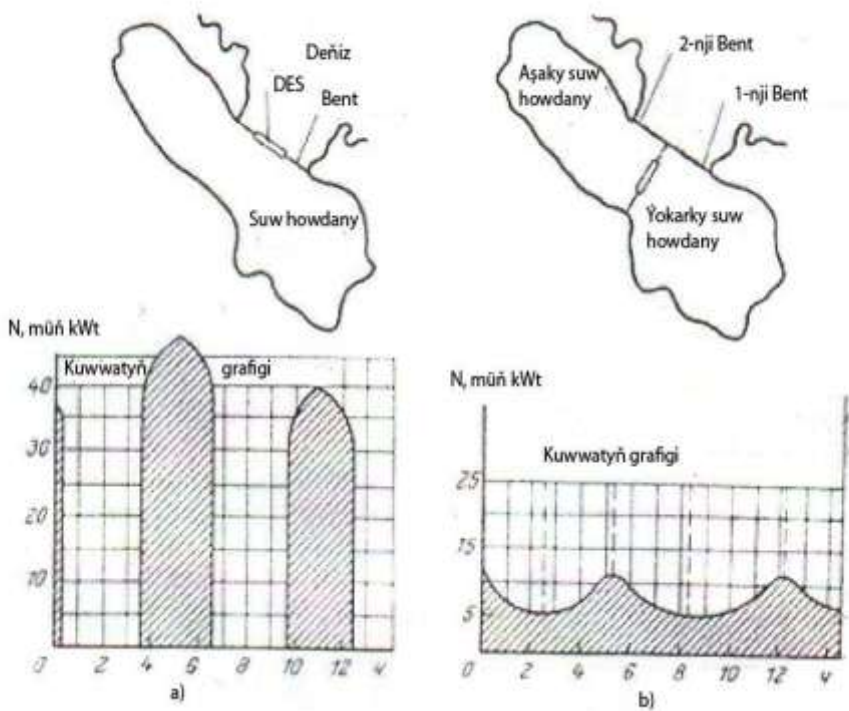 Deňiz
DES
Bent
Suw howdany
2-nji Bent
Aşaky suw
howdany
1-nji Bent
Ýokarky suw
howdany
N, müň kWt
Kuwwatyň grafigi
40
30
20
10
0 2 4 6 8 10 12 4
a)
N, müň kWt
Kuwwatyň grafigi
25
15
5
0 2 4 6 8 10 12 4
b)